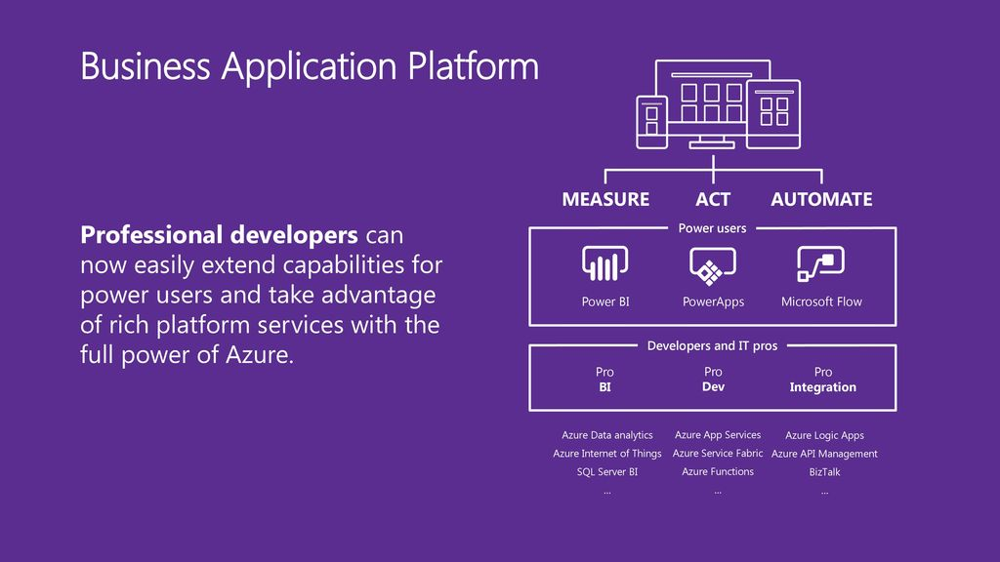 Business Application Platform
MEASURE
ACT
AUTOMATE
Professional developers can
now easily extend capabilities for
power users and take advantage
of rich platform services with the
full power of Azure.
Power users
Power BI
PowerApps
Microsoft Flow
Developers and IT pros
Pro
BI
Pro
Dev
Pro
Integration
Azure Data analytics
Azure App Services
Azure Logic Apps
Azure Internet of Things
Azure Service Fabric
Azure API Management
SQL Server BI
Azure Functions
BizTalk
...
...
...